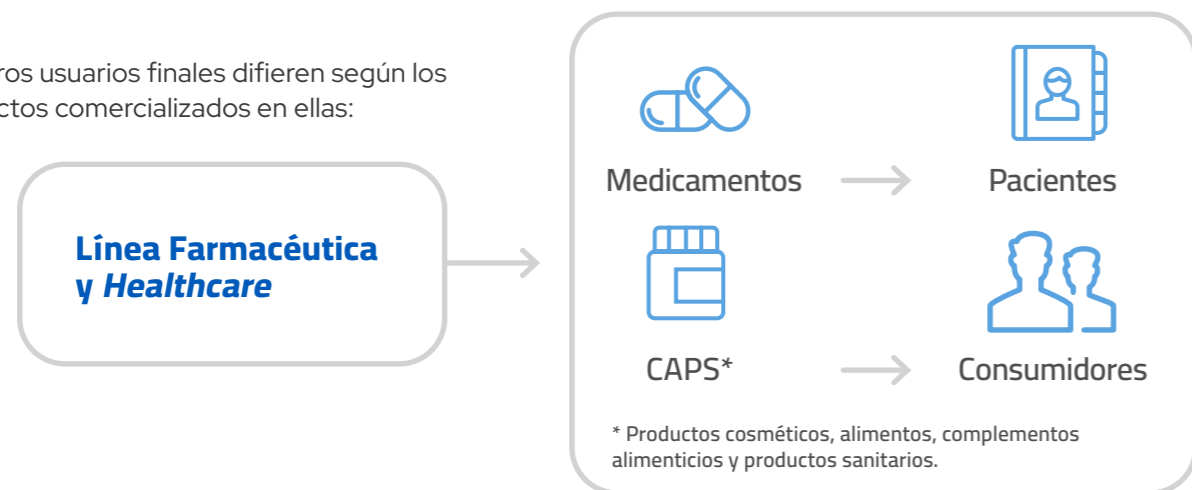 ros usuarios finales difieren según los
ctos comercializados en ellas:
Línea Farmacéutica
y Healthcare
Medicamentos
Pacientes
CAPS*
Consumidores
* Productos cosméticos, alimentos, complementos
alimenticios y productos sanitarios.